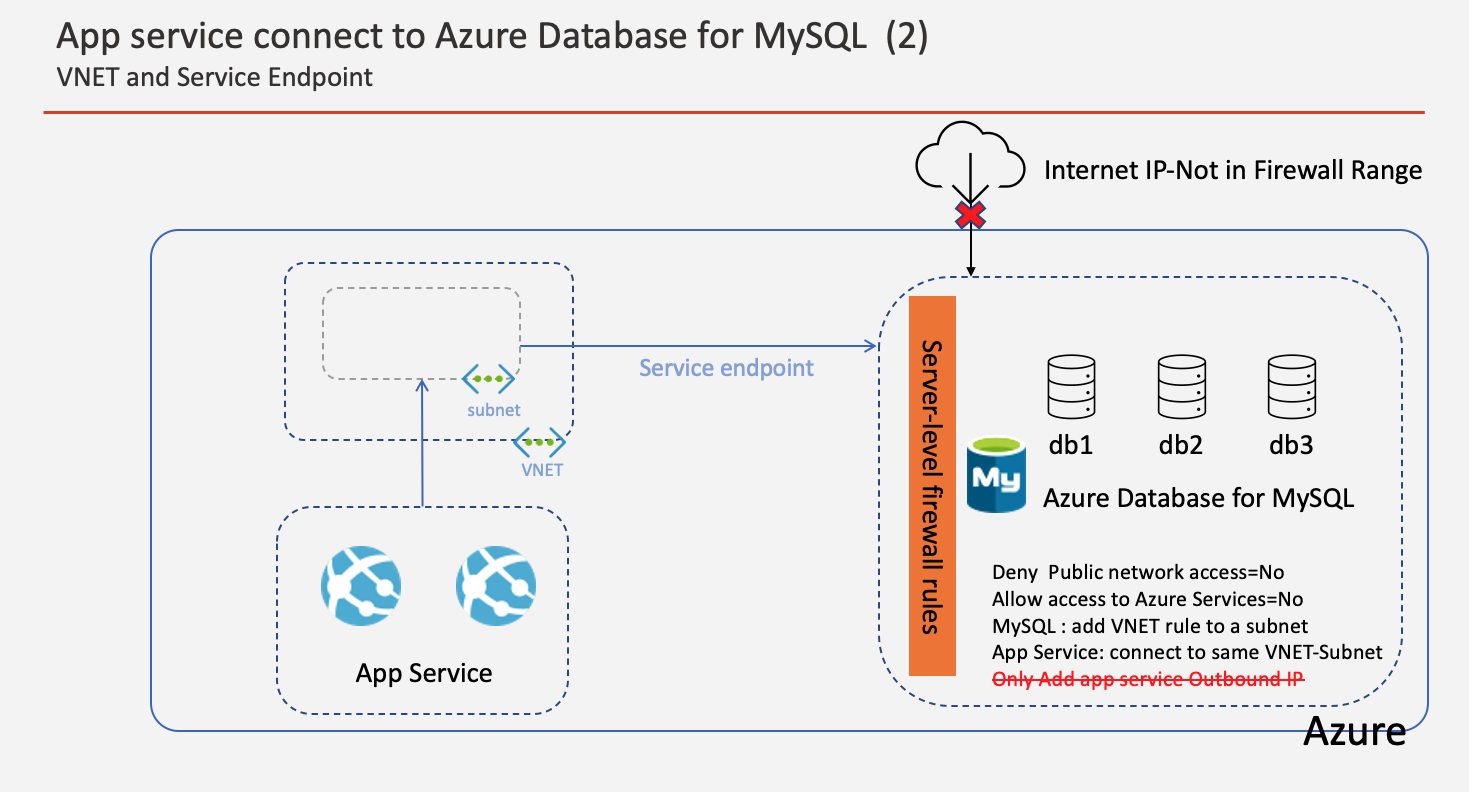 App service connect to Azure Database for MySQL (2)
VNET and Service Endpoint
Internet IP-Not in Firewall Range
Service endpoint
subnet
VNET
App Service
Server-level firewall rules
db1
db2
db3
My
Azure Database for MySQL
Deny Public network access=No
Allow access to Azure Services=No
MySQL : add VNET rule to a subnet
App Service: connect to same VNET-Subnet
Only Add app service Outbound IP
Azure